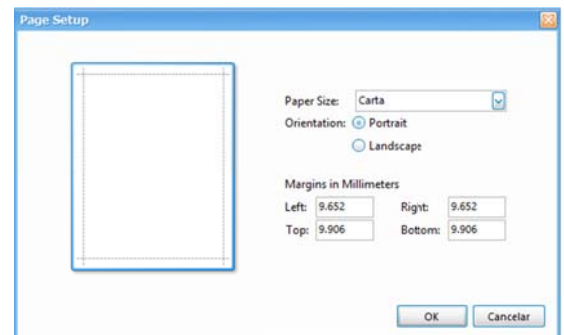 Page Setup
Paper Size: Carta
Orientation: Portrait
Landscape
Margins in Millimeters
Left: 9.652 Right: 9.652
Top: 9.906 Bottom: 9.906
OK Cancelar